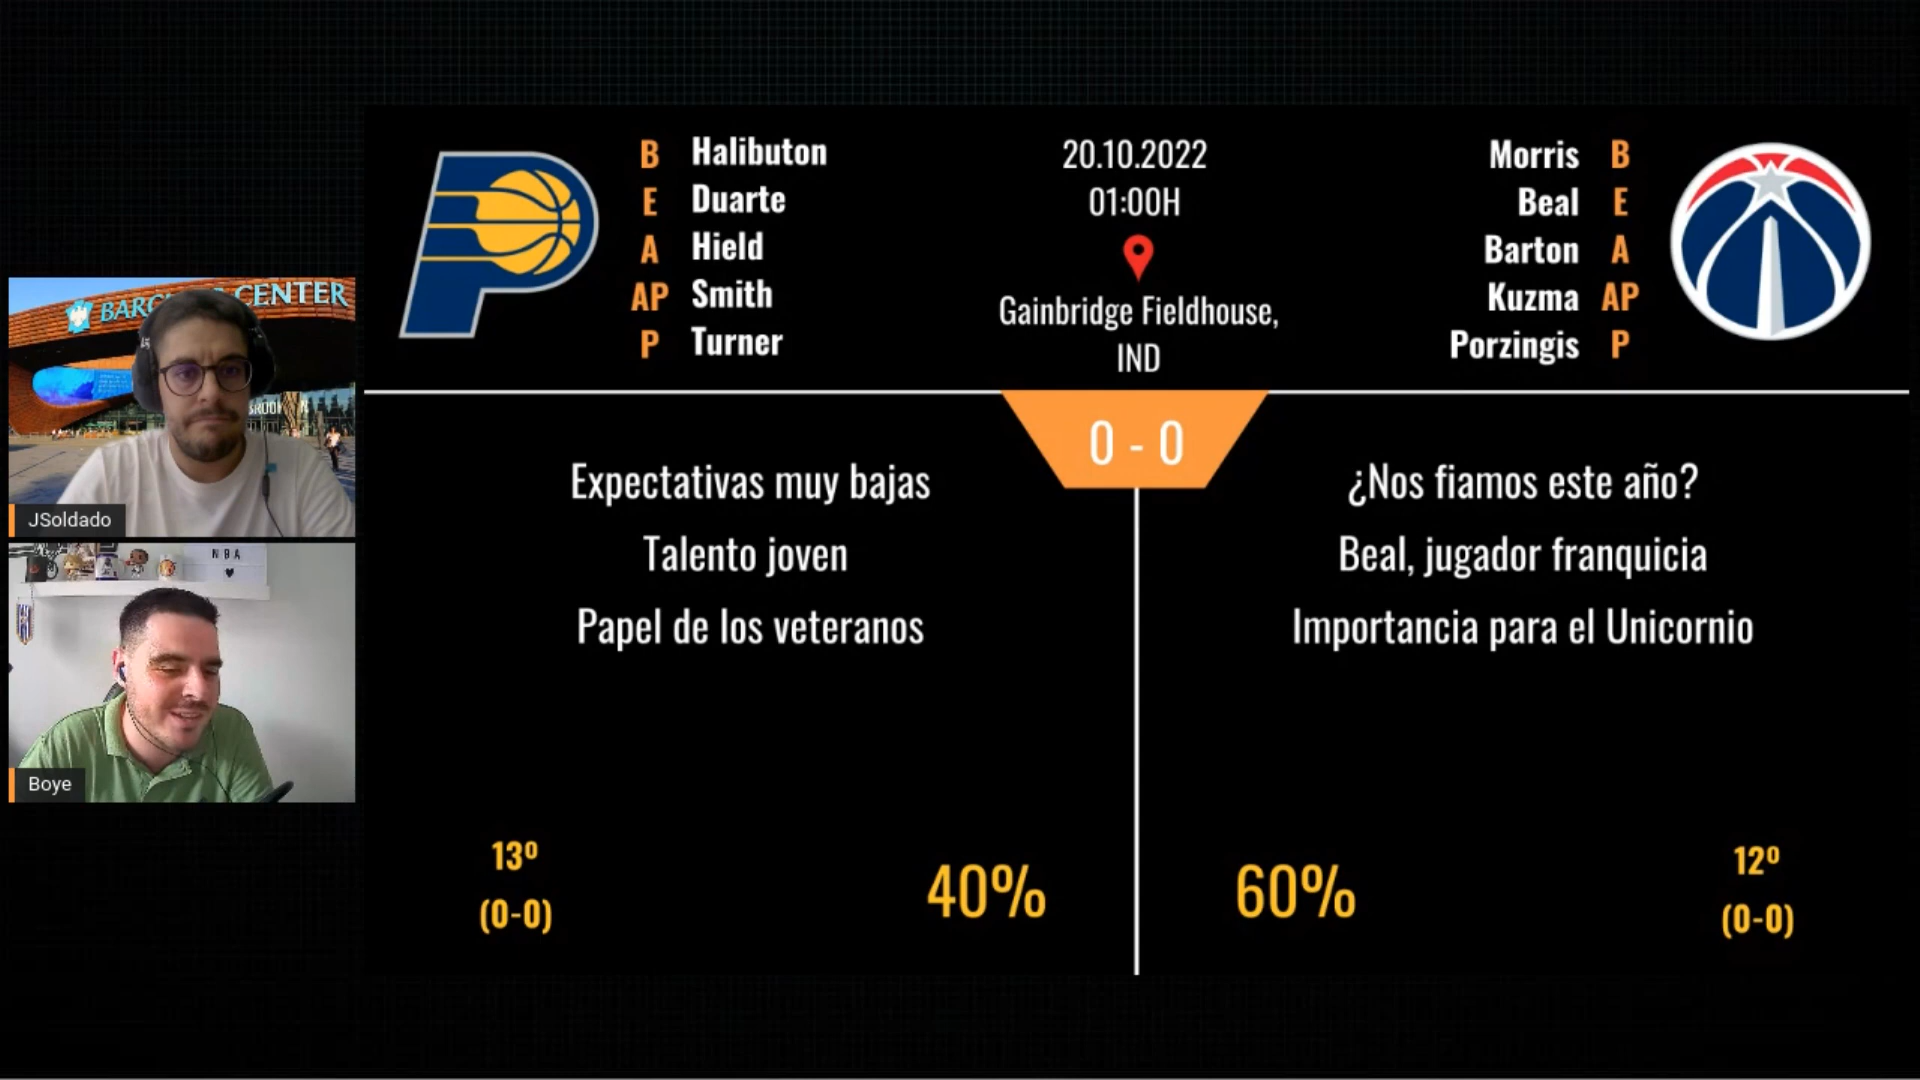 B Halibuton
E Duarte
A Hield
AP Smith
P Turner
20.10.2022
01:00H
Gainbridge Fieldhouse,
IND
Morris B
Beal E
Barton A
Kuzma AP
Porzingis P
0 - 0
Expectativas muy bajas
Talento joven
Papel de los veteranos
¿Nos fiamos este año?
Beal, jugador franquicia
Importancia para el Unicornio
13º
(0-0)
40%
60%
12º
(0-0)
CENTER
JSoldado
NBA
Boye